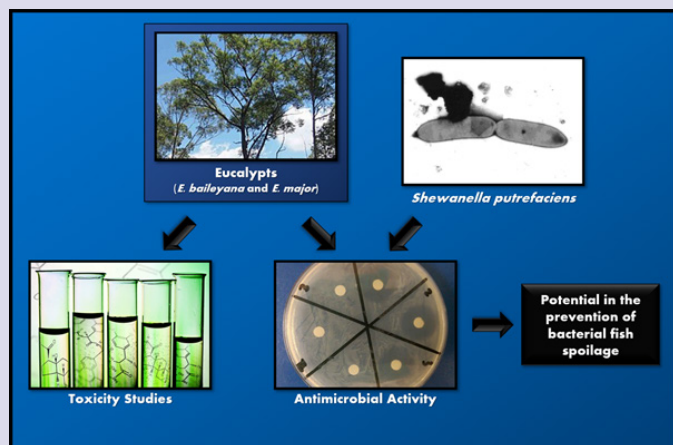 Eucalypts
(E. baileyana and E. major)
Shewanella putrefaciens
Toxicity Studies
Antimicrobial Activity
Potential in the
prevention of
bacterial fish
spoilage